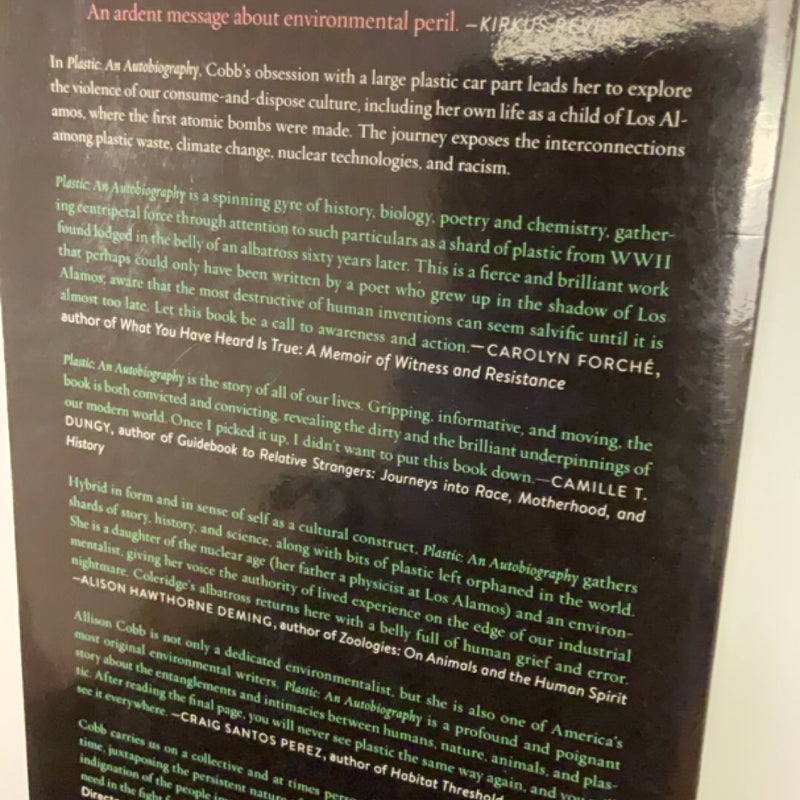 An ardent message about environmental peril. —KIRKUS REVIEWS
In Plastic: An Autobiography, Cobb's obsession with a large plastic car part leads her to explore
the violence of our consume-and-dispose culture, including her own life as a child of Los Al-
amos, where the first atomic bombs were made. The journey exposes the interconnections
among plastic waste, climate change, nuclear technologies, and racism.
Plastic: An Autobiography is a spinning gyre of history, biology, poetry and chemistry, gather-
ing centripetal force through attention to such particulars as a shard of plastic from WWII
found lodged in the belly of an albatross sixty years later. This is a fierce and brilliant work
that perhaps could only have been written by a poet who grew up in the shadow of Los
Alamos, aware that the most destructive of human inventions can seem salvific until it is
almost too late. Let this book be a call to awareness and action.—CAROLYN FORCHÉ,
author of What You Have Heard Is True: A Memoir of Witness and Resistance
Plastic: An Autobiography is the story of all of our lives. Gripping, informative, and moving, the
book is both convicted and convicting, revealing the dirty and the brilliant underpinnings of
our modern world. Once I picked it up, I didn't want to put this book down.—CAMILLE T.
DUNGY, author of Guidebook to Relative Strangers: Journeys into Race, Motherhood, and
History
Hybrid in form and in sense of self as a cultural construct, Plastic: An Autobiography gathers
shards of story, history, and science, along with bits of plastic left orphaned in the world.
She is a daughter of the nuclear age (her father a physicist at Los Alamos) and an environ-
mentalist, giving her voice the authority of lived experience on the edge of our industrial
nightmare. Coleridge's albatross returns here with a belly full of human grief and error.
—ALISON HAWTHORNE DEMING, author of Zoologies: On Animals and the Human Spirit
Allison Cobb is not only a dedicated environmentalist, but she is also one of America's
most original environmental writers. Plastic: An Autobiography is a profound and poignant
story about the entanglements and intimacies between humans, nature, animals, and plas-
tic. After reading the final page, you will never see plastic the same way again, and you
see it everywhere. —CRAIG SANTOS PEREZ, author of Habitat Threshold
Cobb carries us on a collective and at times
time, juxtaposing the persistent
indignation of the people
need in the fight